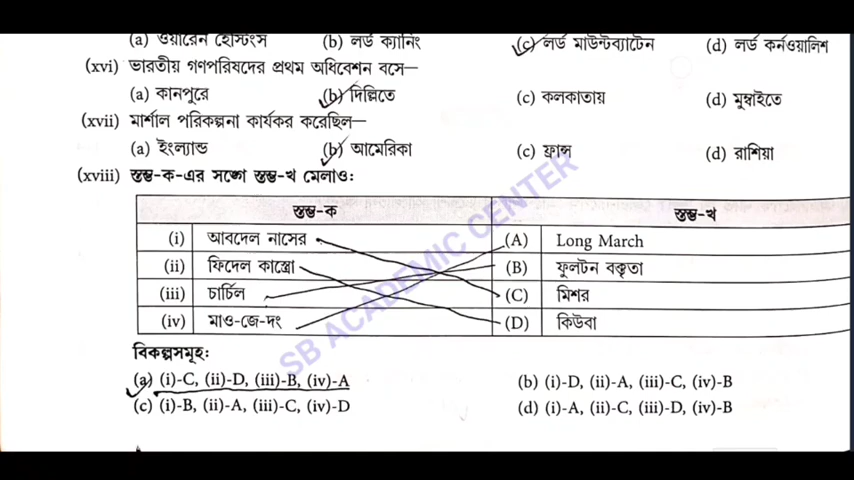 (a) ওয়ারেন হেস্টিংস (b) লর্ড ক্যানিং (c) লর্ড মাউন্টব্যাটেন (d) লর্ড কর্নওয়ালিশ
(xvi) ভারতীয় গণপরিষদের প্রথম অধিবেশন বসে—
(a) কানপুরে (b) দিল্লিতে (c) কলকাতায় (d) মুম্বাইতে
(xvii) মার্শাল পরিকল্পনা কার্যকর করেছিল—
(a) ইংল্যান্ড (b) আমেরিকা (c) ফ্রান্স (d) রাশিয়া
(xviii) স্তম্ভ-ক-এর সঙ্গে স্তম্ভ-খ মেলাও:
স্তম্ভ-ক স্তম্ভ-খ
(i) আবদেল নাসের (A) Long March
(ii) ফিদেল কাস্ত্রো (B) ফুলটন বক্তৃতা
(iii) চার্চিল (C) মিশর
(iv) মাও-জে-দং (D) কিউবা
বিকল্পসমূহ:
(a) (i)-C, (ii)-D, (iii)-B, (iv)-A (b) (i)-D, (ii)-A, (iii)-C, (iv)-B
(c) (i)-B, (ii)-A, (iii)-C, (iv)-D (d) (i)-A, (ii)-C, (iii)-D, (iv)-B
SB ACADEMIC CENTER